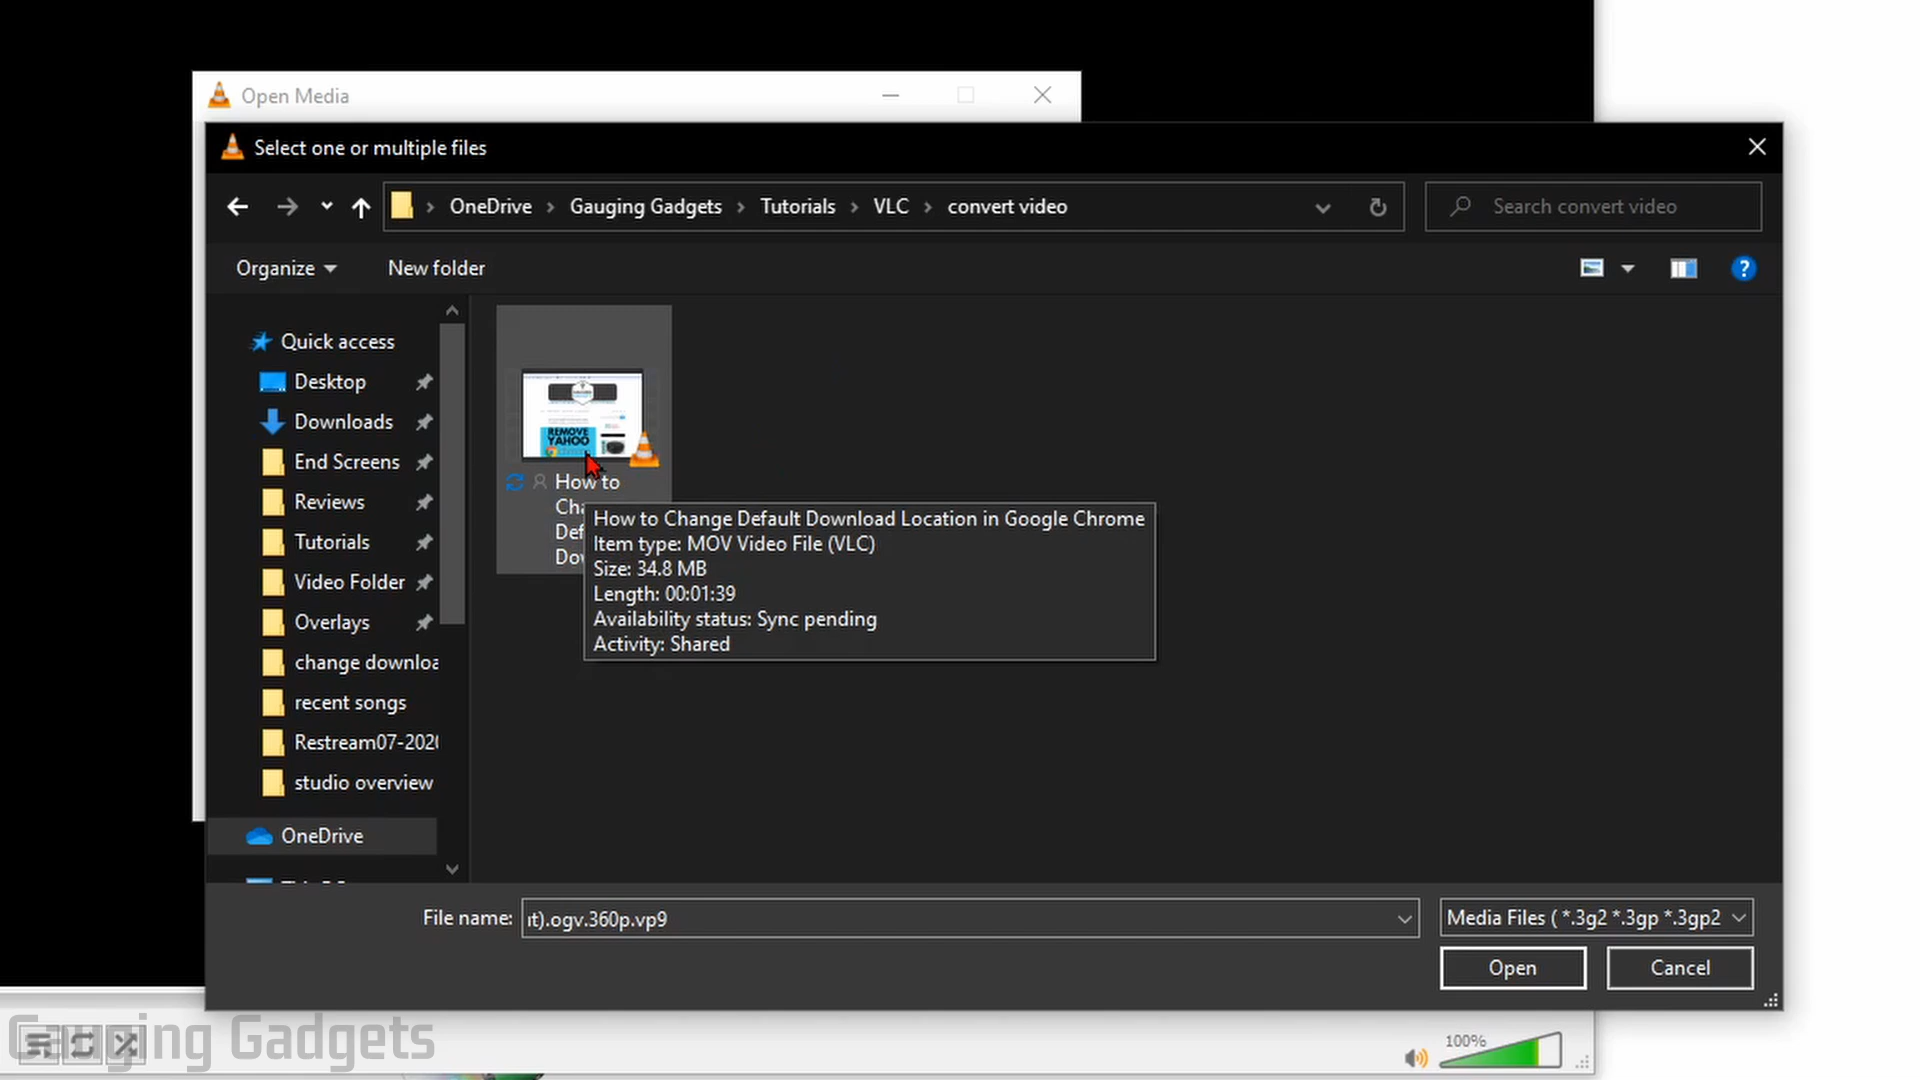 Open Media
Select one or multiple files
OneDrive
Gauging Gadgets
Tutorials
VLC
convert video
Search convert video
Organize
New folder
?
Quick access
Desktop
Downloads
End Screens
Reviews
Tutorials
Video Folder
Overlays
change downloa
recent songs
Restream07-202
studio overview
OneDrive
REMOVE
YAHOO
How to
Cha
Def
Dov
How to Change Default Download Location in Google Chrome
Item type: MOV Video File (VLC)
Size: 34.8 MB
Length: 00:01:39
Availability status: Sync pending
Activity: Shared
File name:
ıt).ogv.360p.vp9
Media Files ( *.3g2 *.3gp *.3gp2
Open
Cancel
Gauging Gadgets
100%